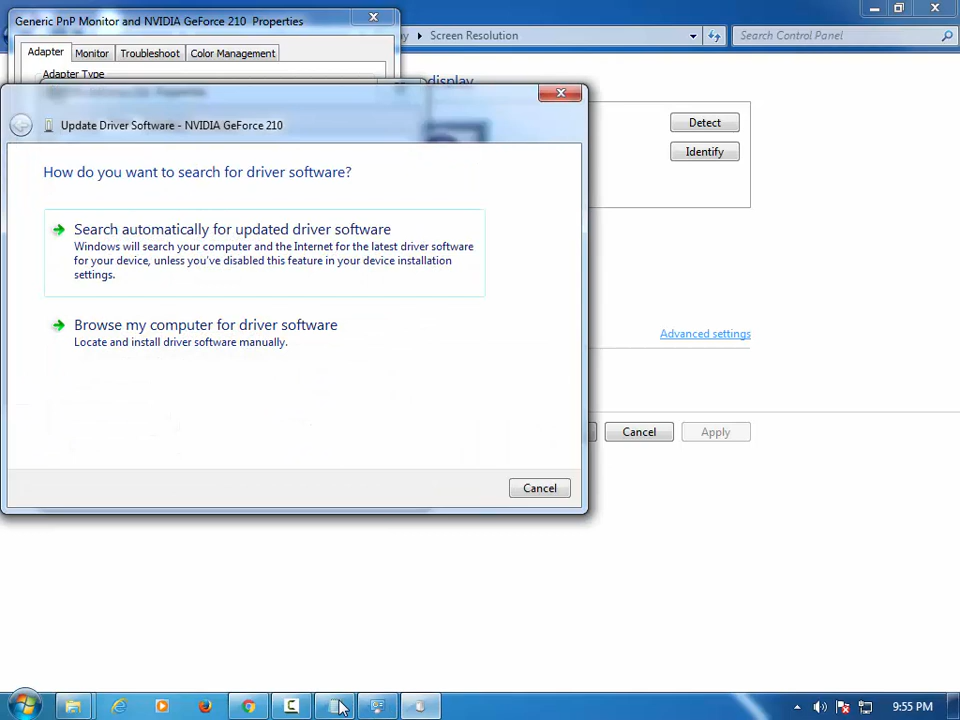 Generic PnP Monitor and NVIDIA GeForce 210 Properties
Screen Resolution
Search Control Panel
Adapter
Monitor
Troubleshoot
Color Management
Adapter Type
display
Update Driver Software - NVIDIA GeForce 210
Detect
Identify
How do you want to search for driver software?
Search automatically for updated driver software
Windows will search your computer and the Internet for the latest driver software
for your device, unless you've disabled this feature in your device installation
settings.
Browse my computer for driver software
Locate and install driver software manually.
Advanced settings
Cancel
Apply
Cancel
9:55 PM